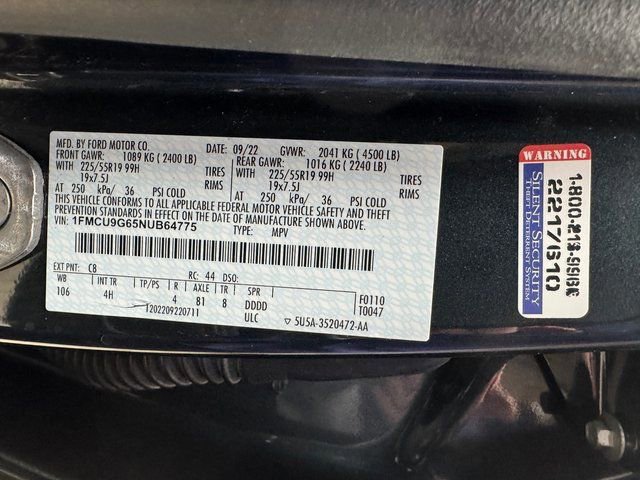 MFD. BY FORD MOTOR CO.
DATE: 09/22 GVWR: 2041 KG ( 4500 LB)
FRONT GAWR: 1089 KG ( 2400 LB) REAR GAWR: 1016 KG ( 2240 LB)
WITH 225/55R19 99H TIRES WITH 225/55R19 99H TIRES
19x7.5J RIMS 19x7.5J RIMS
AT 250 kPa/ 36 PSI COLD AT 250 kPa/ 36 PSI COLD
THIS VEHICLE CONFORMS TO ALL APPLICABLE FEDERAL MOTOR VEHICLE SAFETY AND THEFT
PREVENTION STANDARDS IN EFFECT ON THE DATE OF MANUFACTURE SHOWN ABOVE.
VIN: 1FMCU9G65NUB64775 TYPE: MPV
EXT PNT: C8 RC: 44 DSO:
WB INT TR TP/PS R AXLE TR SPR
106 4H 4 81 8 DDDD
F0110
T0047
1202209220711 ULC
5U5A-3520472-AA
WARNING
SILENT SECURITY
THEFT DETERRENT SYSTEM
2217610